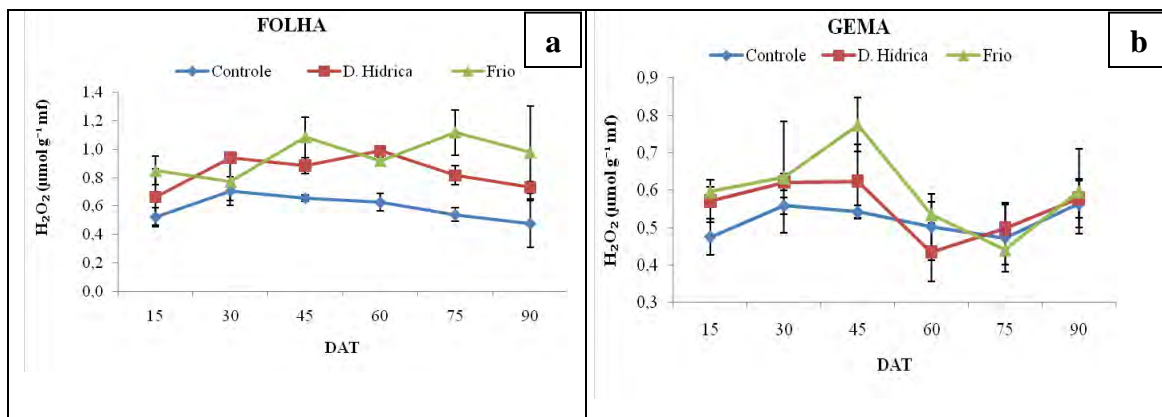 FOLHA
a
Controle D. Hídrica Frio
H₂O₂ (µmol g⁻¹ mf)
1,4
1,2
1,0
0,8
0,6
0,4
0,2
0,0
15 30 45 60 75 90
DAT
GEMA
b
Controle D. Hídrica Frio
H₂O₂ (µmol g⁻¹ mf)
0,9
0,8
0,7
0,6
0,5
0,4
0,3
15 30 45 60 75 90
DAT